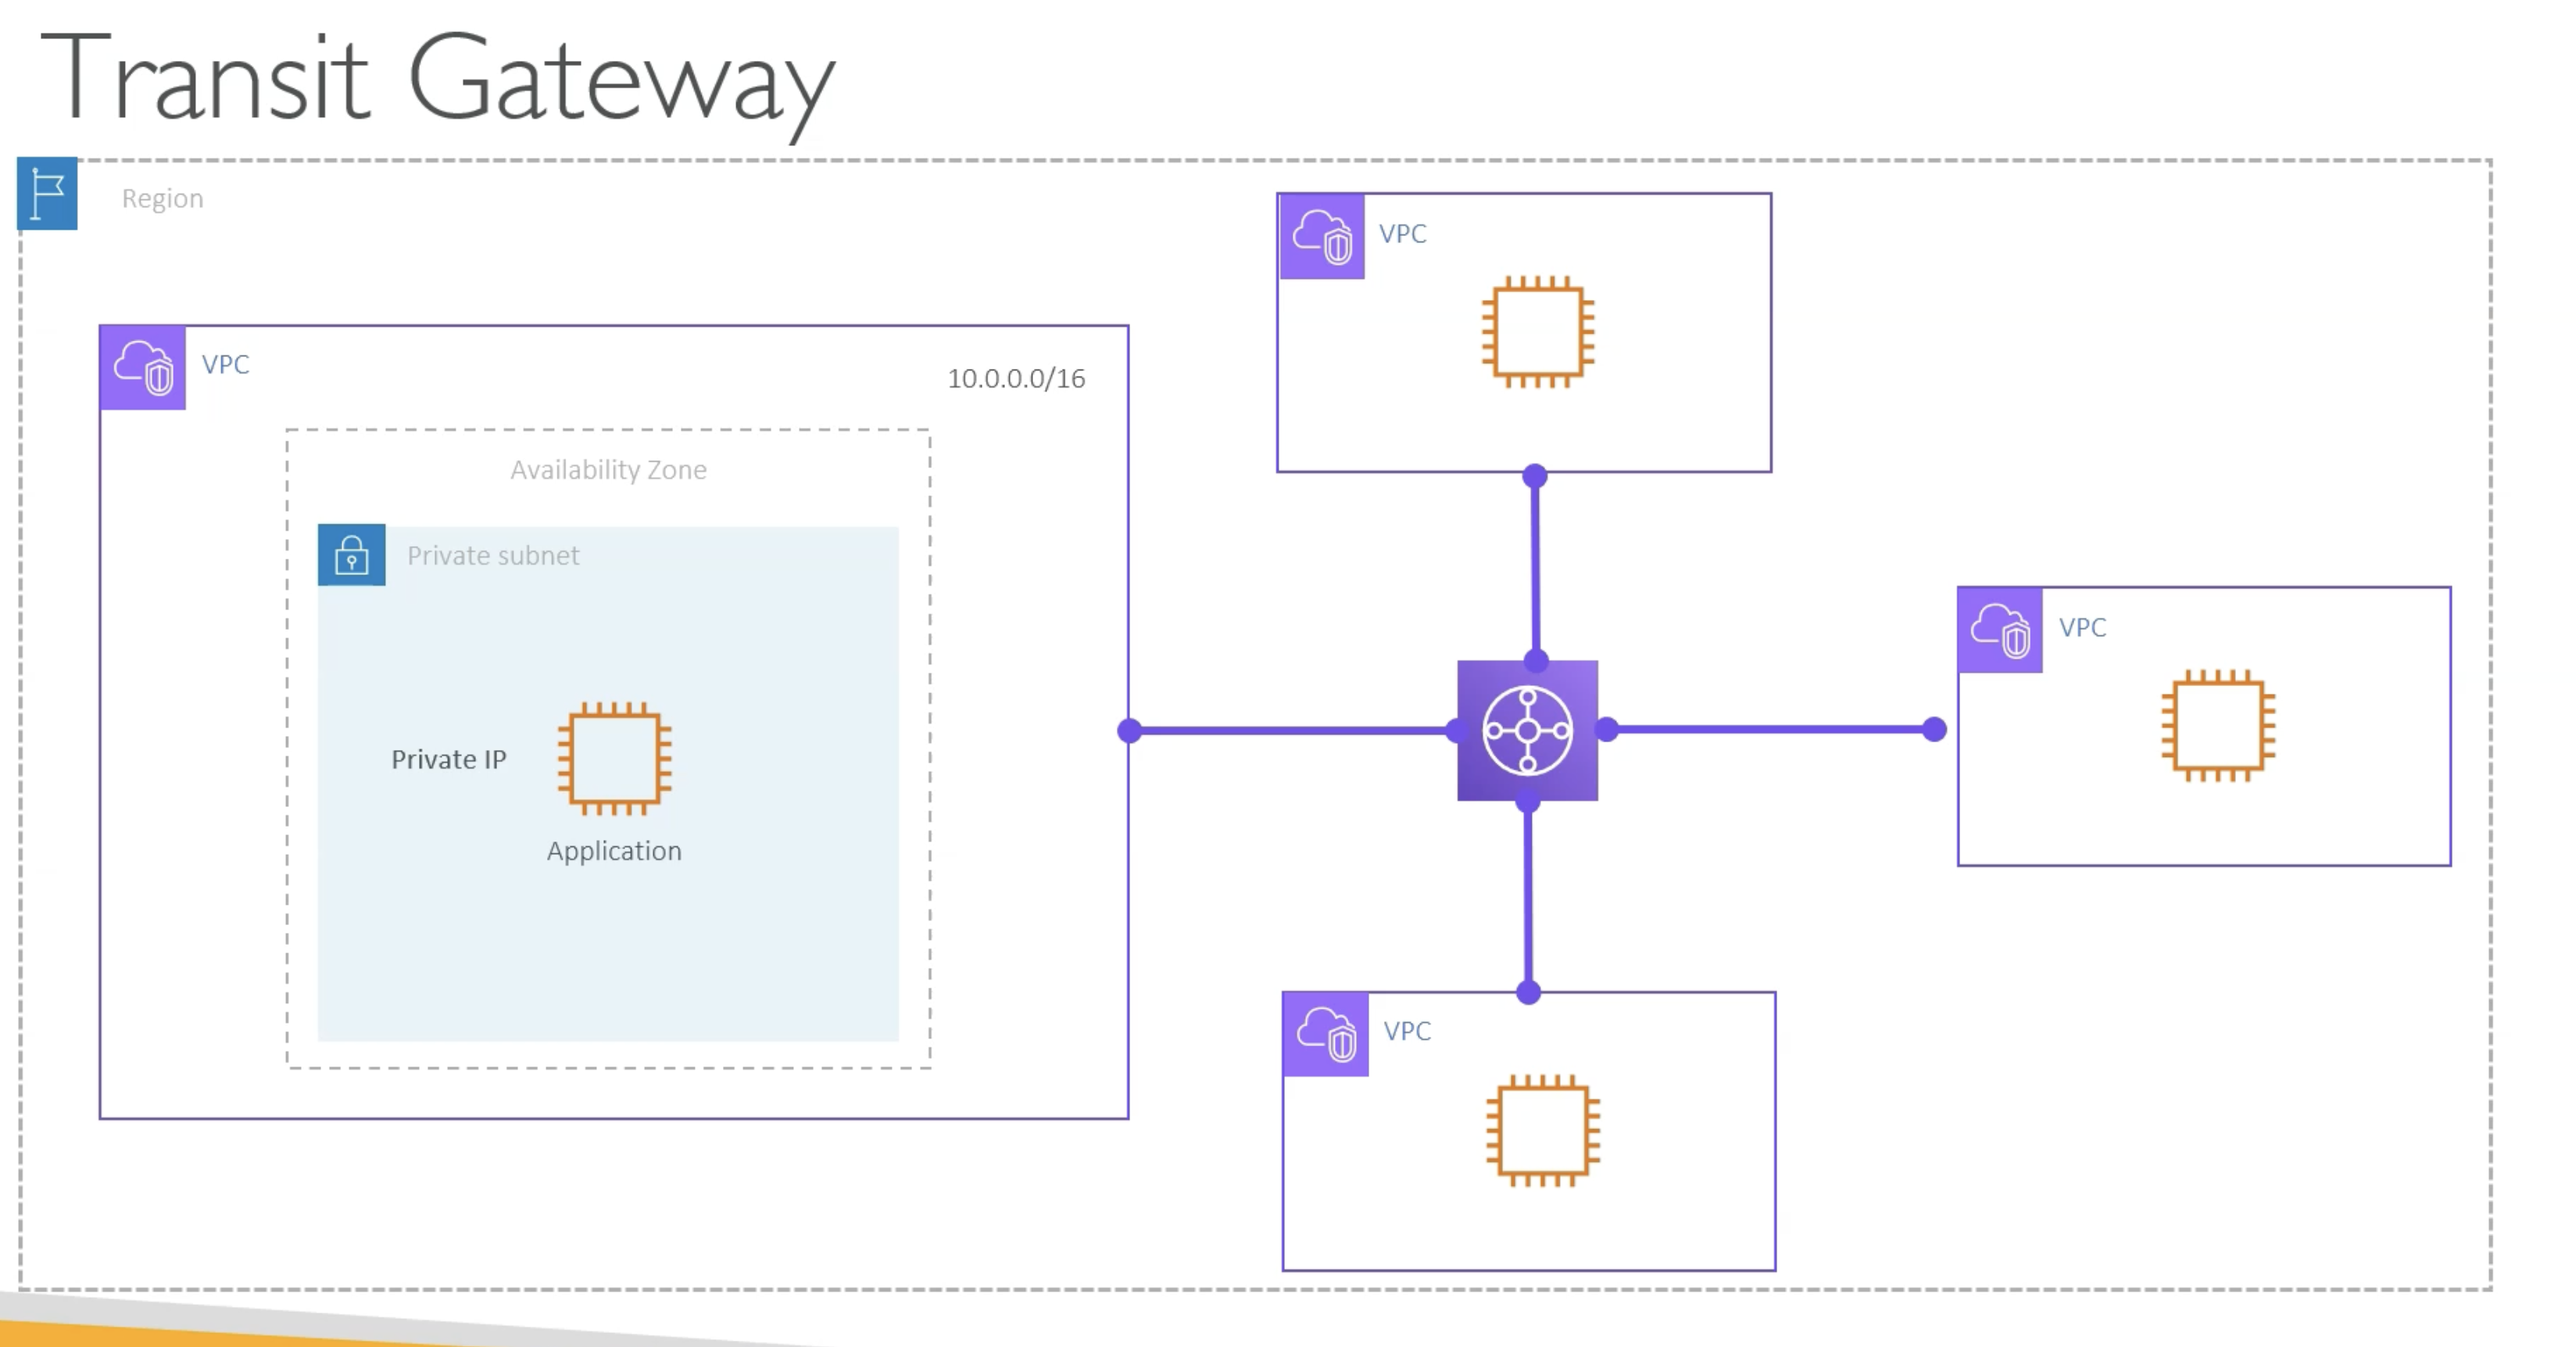 Transit Gateway
Region
VPC
VPC
10.0.0.0/16
Availability Zone
Private subnet
VPC
Private IP
Application
VPC